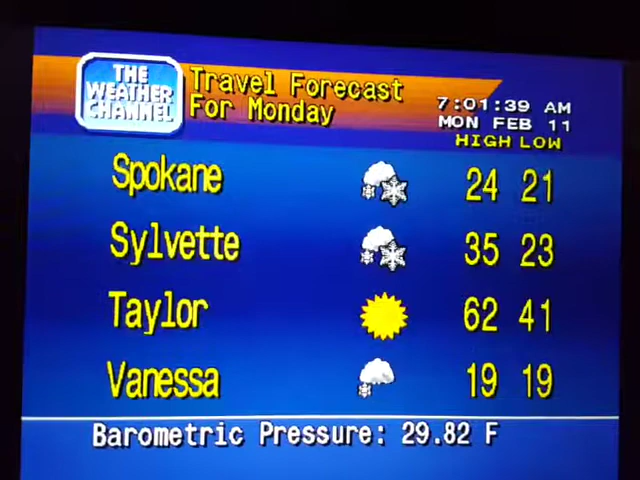 THE
WEATHER
CHANNEL
Travel Forecast
For Monday
7:01:39 AM
MON FEB 11
HIGH LOW
Spokane 24 21
Sylvette 35 23
Taylor 62 41
Vanessa 19 19
Barometric Pressure: 29.82 F